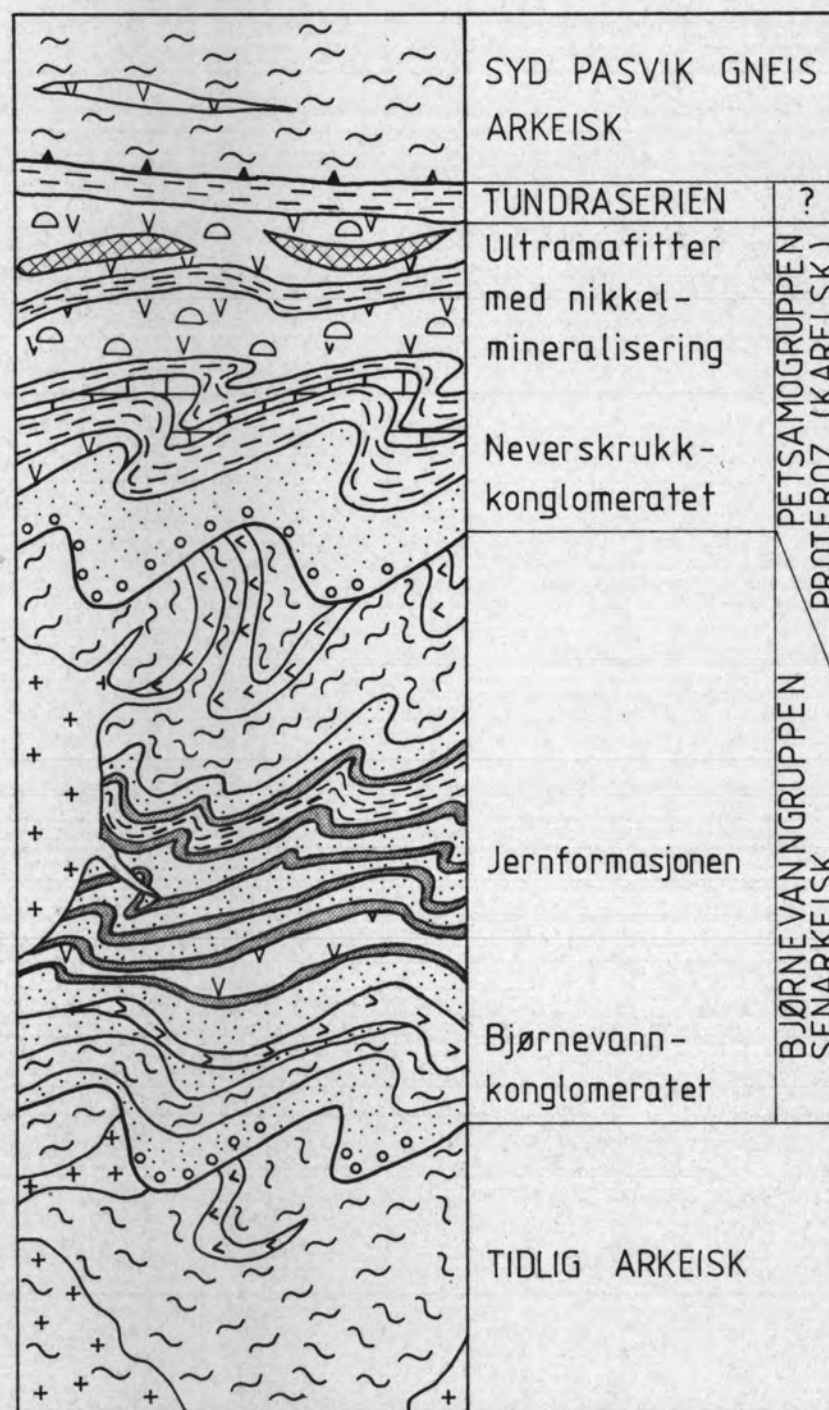 SYD PASVIK GNEIS
ARKEISK
TUNDRASERIEN
?
Ultramafitter
med nikkel-
mineralisering
Neverskrukk-
konglomeratet
PETSAMOGRUPPEN
PROTEROZ (KARELSK)
Jernformasjonen
Bjørnevann-
konglomeratet
BJØRNEVANNGRUPPEN
SENARKEISK
TIDLIG ARKEISK